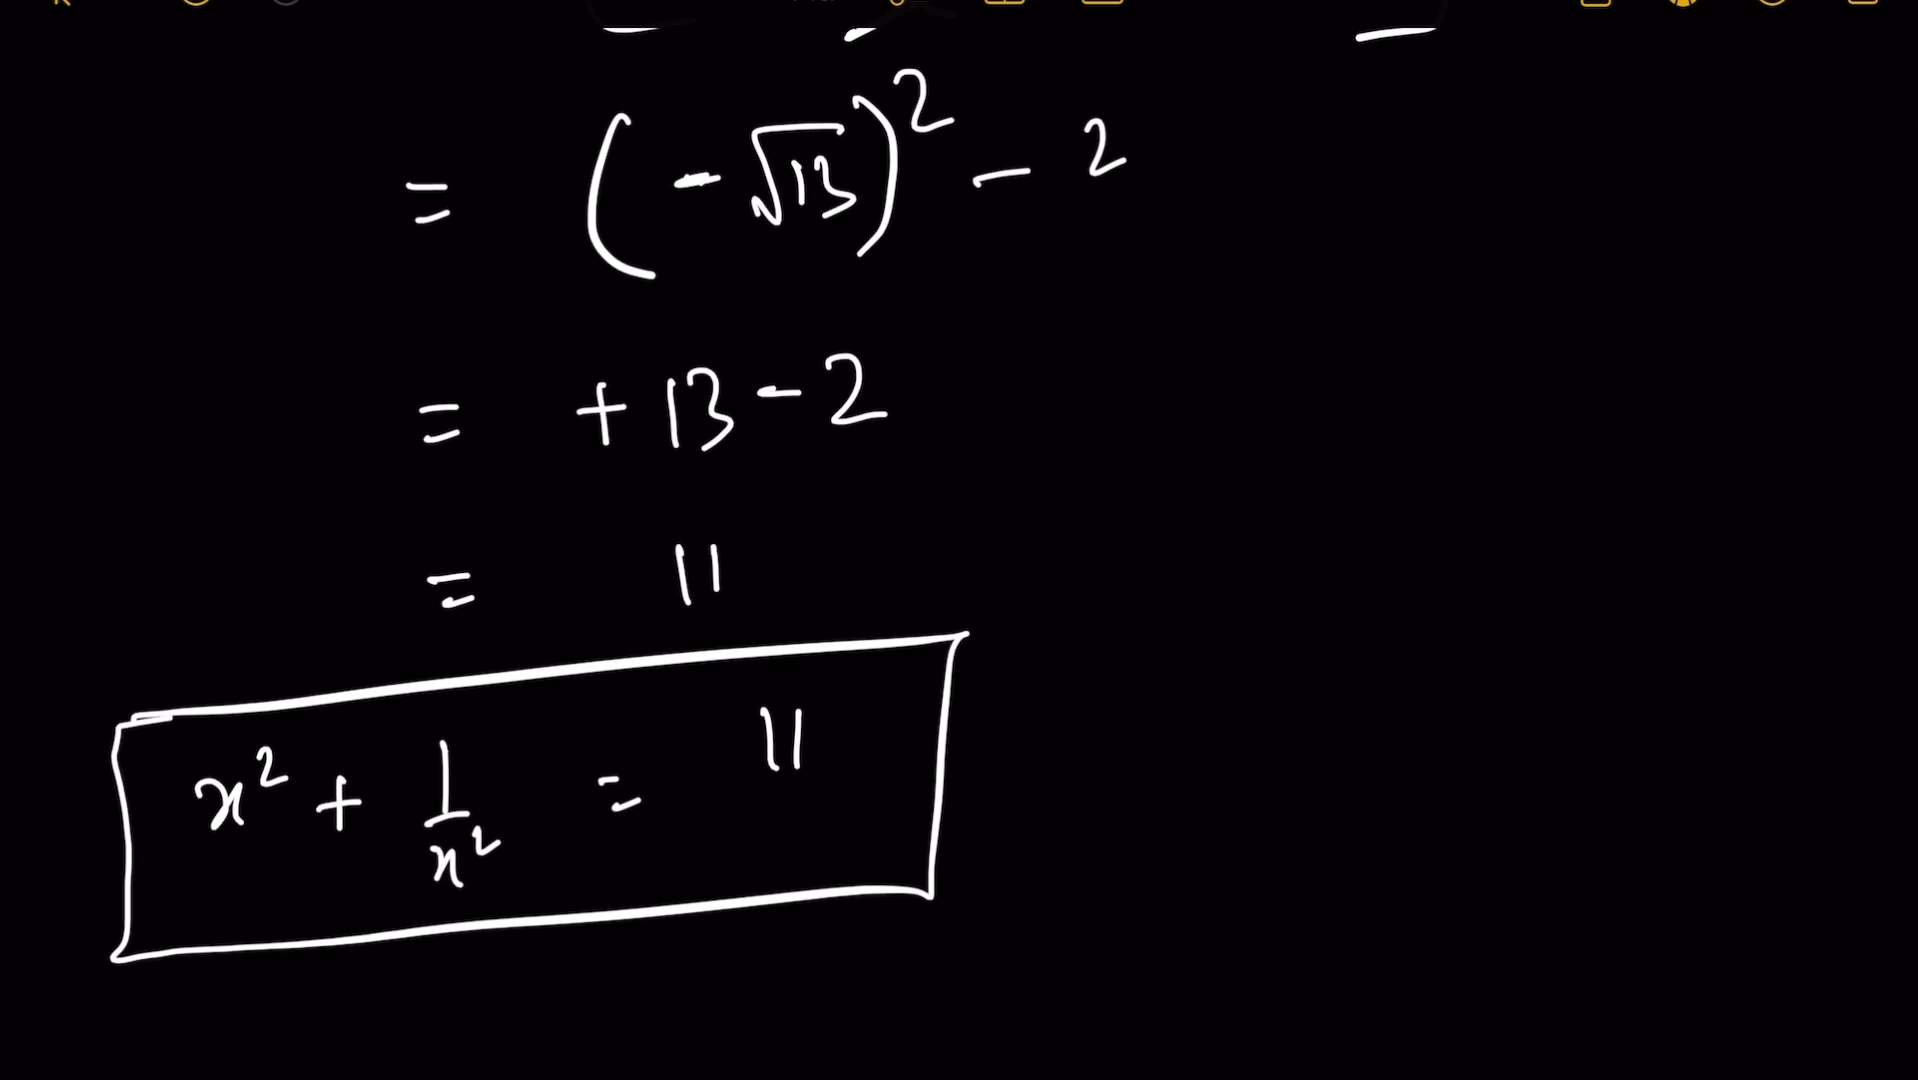 = (-√13)² - 2
= + 13 - 2
= 11
x² + 1/x² = 11